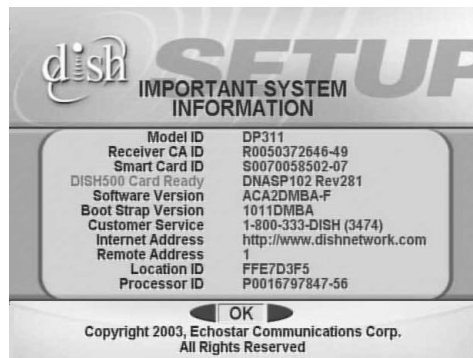 dish
SETUP
IMPORTANT SYSTEM
INFORMATION
Model ID DP311
Receiver CA ID R0050372646-49
Smart Card ID S0070058502-07
DISH500 Card Ready DNASP102 Rev281
Software Version ACA2DMBA-F
Boot Strap Version 1011DMBA
Customer Service 1-800-333-DISH (3474)
Internet Address http://www.dishnetwork.com
Remote Address 1
Location ID FFE7D3F5
Processor ID P0016797847-56
OK
Copyright 2003, Echostar Communications Corp.
All Rights Reserved